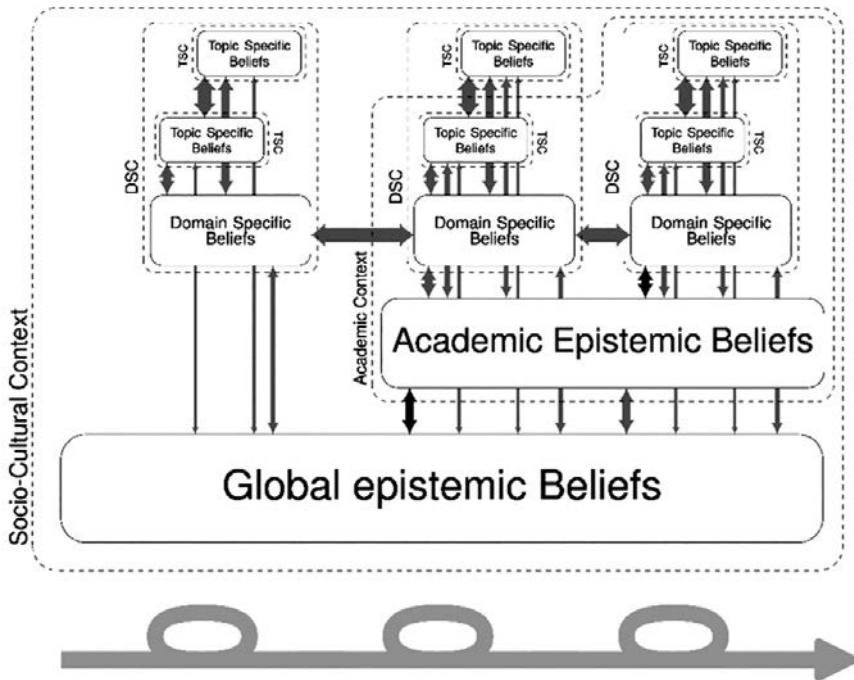 TSC
Topic Specific
Beliefs
TSC
Topic Specific
Beliefs
TSC
Topic Specific
Beliefs
Topic Specific
Beliefs
TSC
Topic Specific
Beliefs
TSC
Topic Specific
Beliefs
TSC
DSC
DSC
DSC
Domain Specific
Beliefs
Domain Specific
Beliefs
Domain Specific
Beliefs
Academic Context
Academic Epistemic Beliefs
Socio-Cultural Context
Global epistemic Beliefs